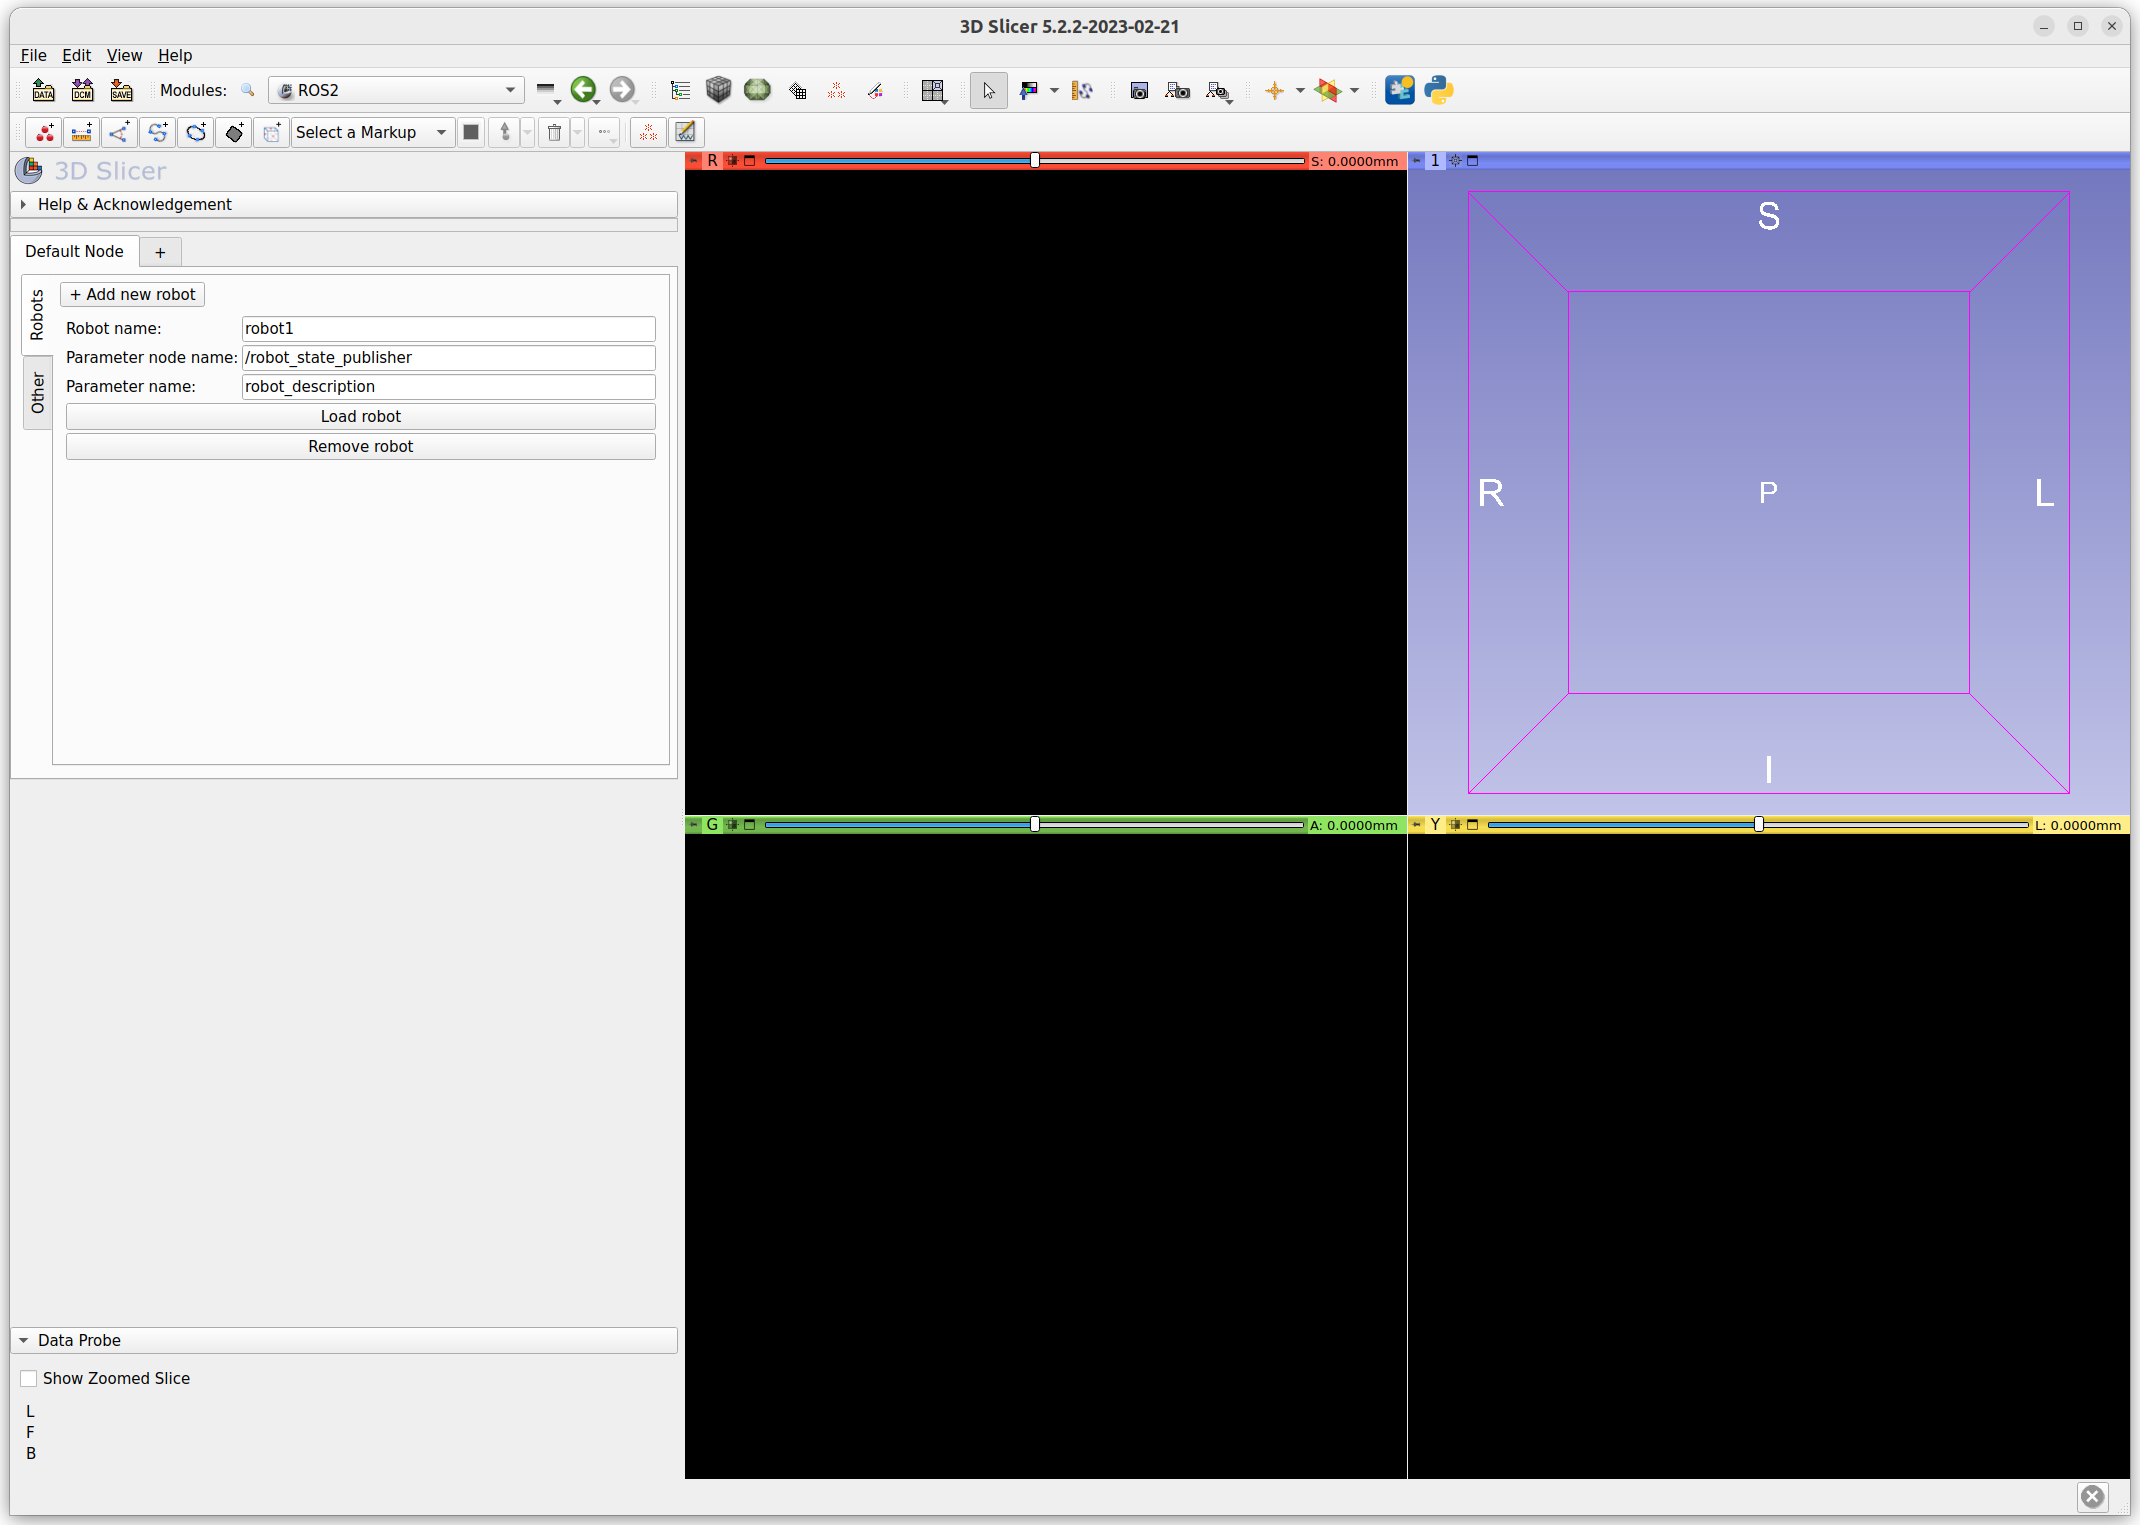 3D Slicer 5.2.2-2023-02-21
File Edit View Help
DATA DCM SAVE Modules: ROS2
Select a Markup
3D Slicer
Help & Acknowledgement
Default Node +
Robots
Other
+ Add new robot
Robot name: robot1
Parameter node name: /robot_state_publisher
Parameter name: robot_description
Load robot
Remove robot
R S: 0.0000mm
1
S
R P L
I
G A: 0.0000mm
Y L: 0.0000mm
Data Probe
Show Zoomed Slice
L
F
B